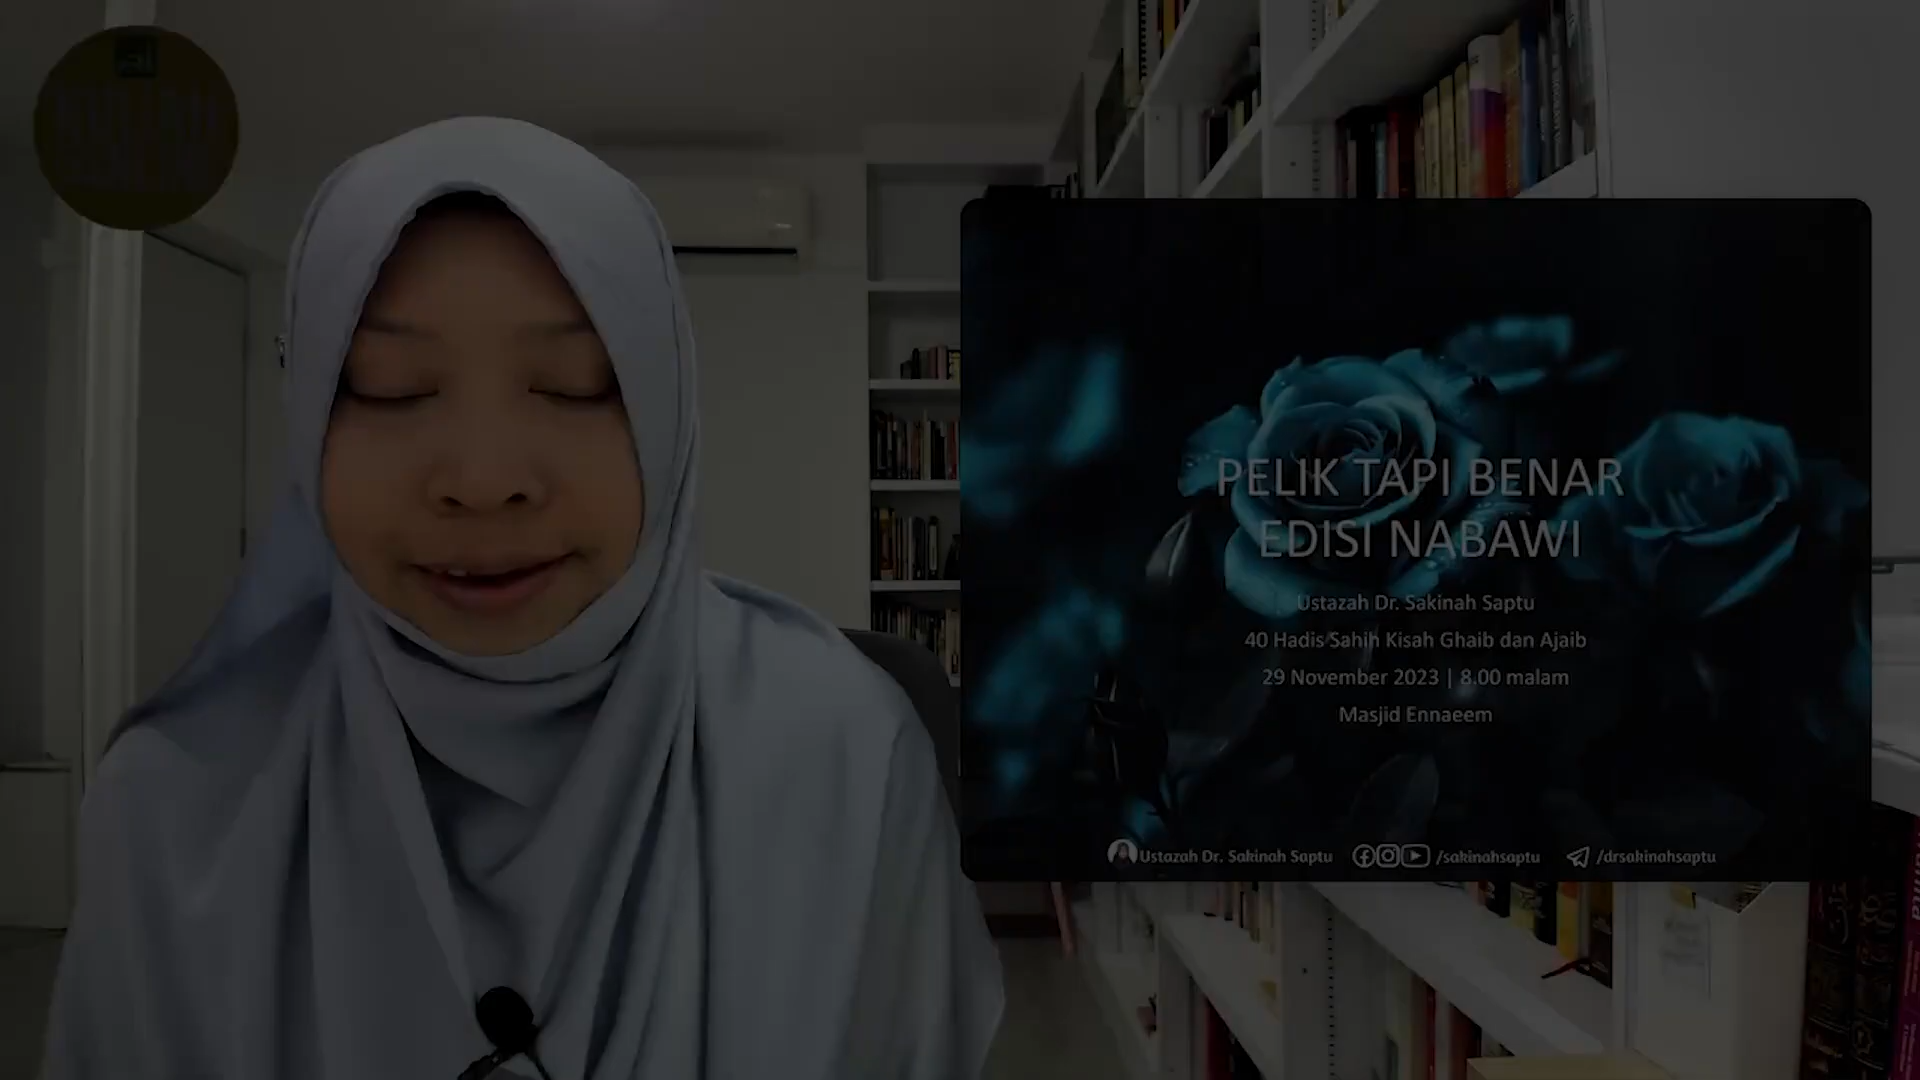 PELIK TAPI BENAR
EDISI NABAWI
Ustazah Dr. Sakinah Saptu
40 Hadis Sahih Kisah Ghaib dan Ajaib
29 November 2023 | 8.00 malam
Masjid Ennaeem
Ustazah Dr. Sakinah Saptu /sakinahsaptu /drsakinahsaptu